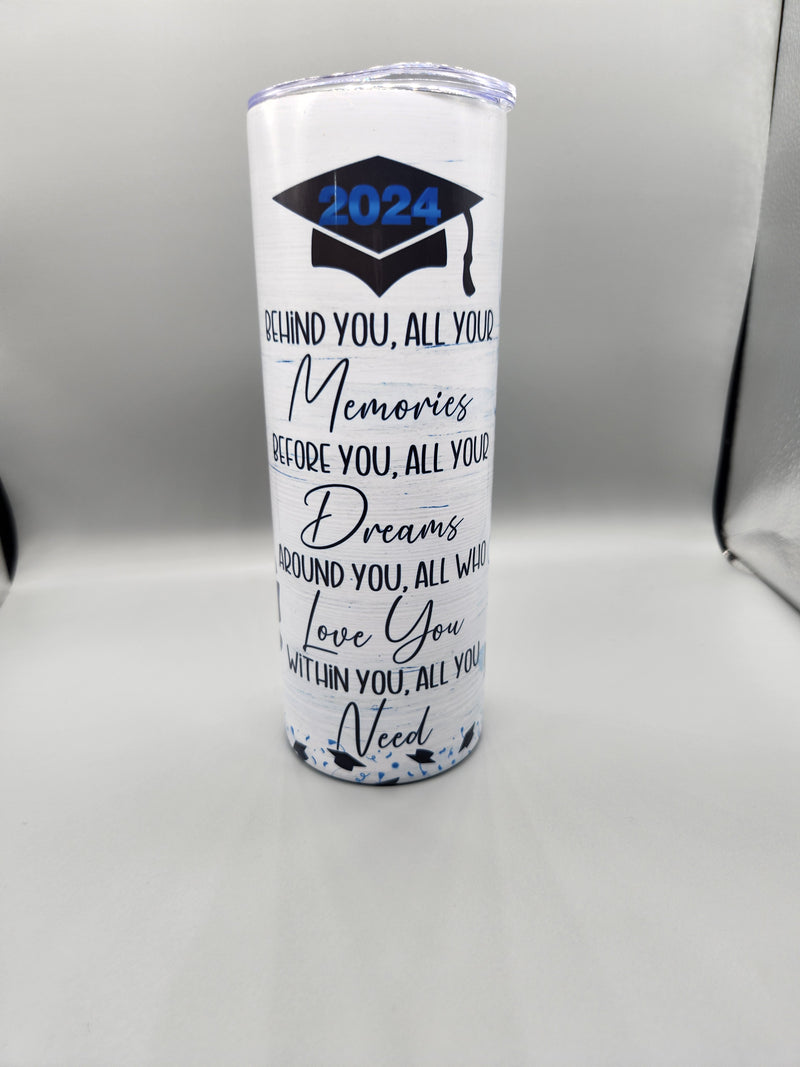 2024
BEHiND YOU, ALL YOUR
Memories
BEFORE YOU, ALL YOUR
Dreams
AROUND YOU, ALL WHO
Love You
WiTHiN YOU, ALL YOU
Need